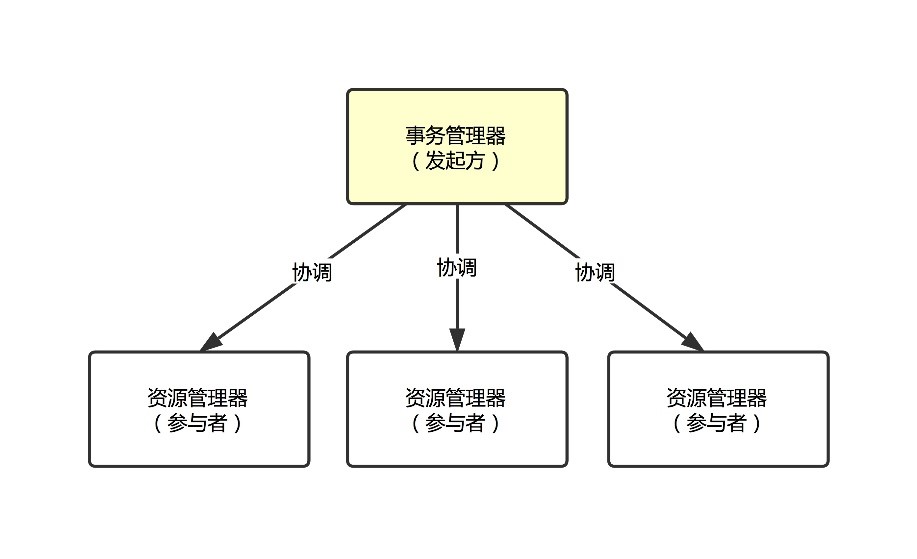 事务管理器
（发起方）
协调
协调
协调
资源管理器
（参与者）
资源管理器
（参与者）
资源管理器
（参与者）